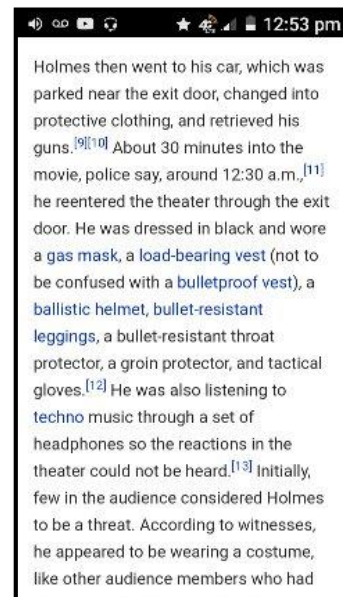 12:53 pm
Holmes then went to his car, which was
parked near the exit door, changed into
protective clothing, and retrieved his
guns.[9][10] About 30 minutes into the
movie, police say, around 12:30 a.m.,[11]
he reentered the theater through the exit
door. He was dressed in black and wore
a gas mask, a load-bearing vest (not to
be confused with a bulletproof vest), a
ballistic helmet, bullet-resistant
leggings, a bullet-resistant throat
protector, a groin protector, and tactical
gloves.[12] He was also listening to
techno music through a set of
headphones so the reactions in the
theater could not be heard.[13] Initially,
few in the audience considered Holmes
to be a threat. According to witnesses,
he appeared to be wearing a costume,
like other audience members who had